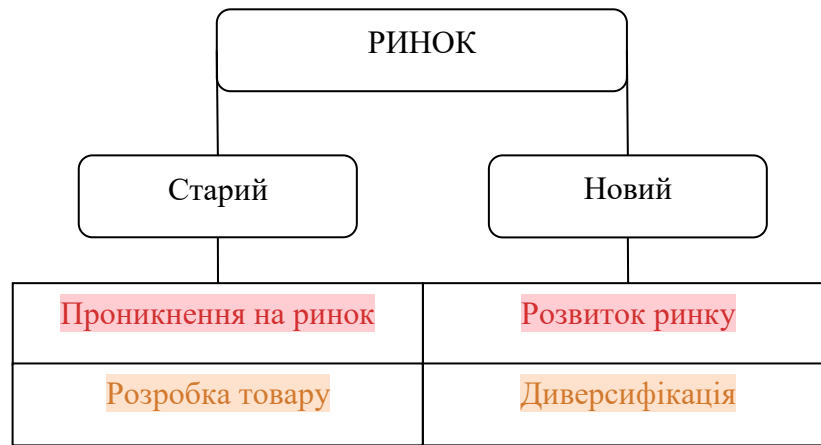 РИНОК
Старий
Новий
Проникнення на ринок
Розвиток ринку
Розробка товару
Диверсифікація